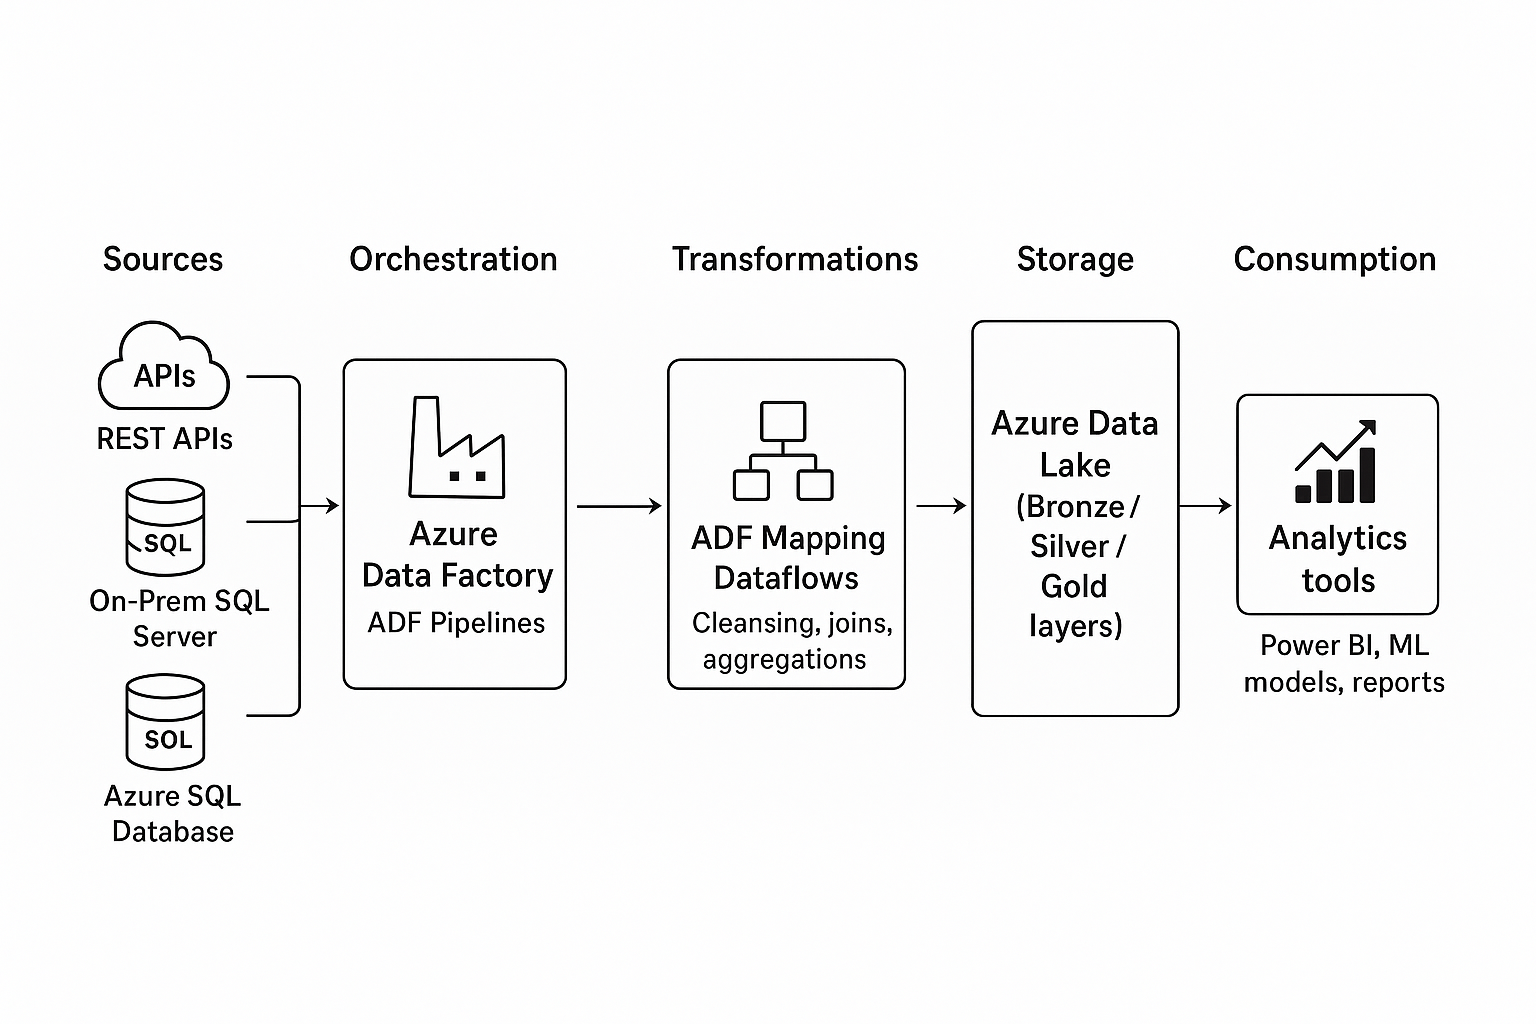 Sources
Orchestration
Transformations
Storage
Consumption
APIs
REST APIs
SQL
On-Prem SQL
Server
SOL
Azure SQL
Database
Azure
Data Factory
ADF Pipelines
ADF Mapping
Dataflows
Cleansing, joins,
aggregations
Azure Data
Lake
(Bronze /
Silver /
Gold
layers)
Analytics
tools
Power BI, ML
models, reports